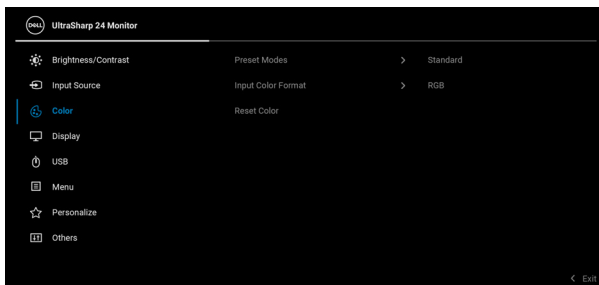 DELL UltraSharp 24 Monitor
Brightness/Contrast Preset Modes > Standard
Input Source Input Color Format > RGB
Color Reset Color
Display
USB
Menu
Personalize
Others
< Exit